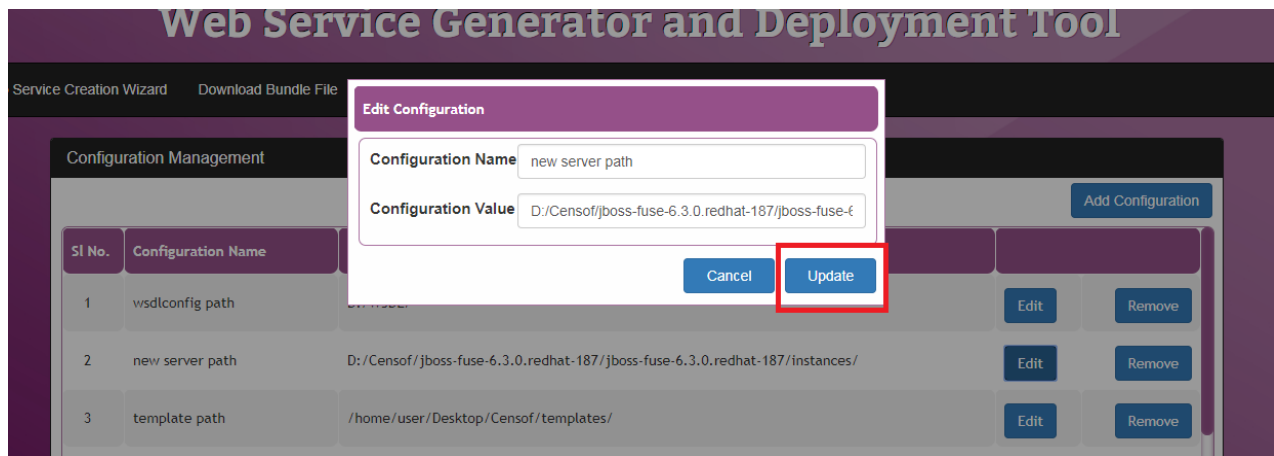 Web Service Generator and Deployment Tool
Service Creation Wizard Download Bundle File
Edit Configuration
Configuration Management
Configuration Name new server path
Configuration Value D:/Censof/jboss-fuse-6.3.0.redhat-187/jboss-fuse-6
Add Configuration
Cancel Update
Sl No. Configuration Name
1 wsdlconfig path Edit Remove
2 new server path D:/Censof/jboss-fuse-6.3.0.redhat-187/jboss-fuse-6.3.0.redhat-187/instances/ Edit Remove
3 template path /home/user/Desktop/Censof/templates/ Edit Remove